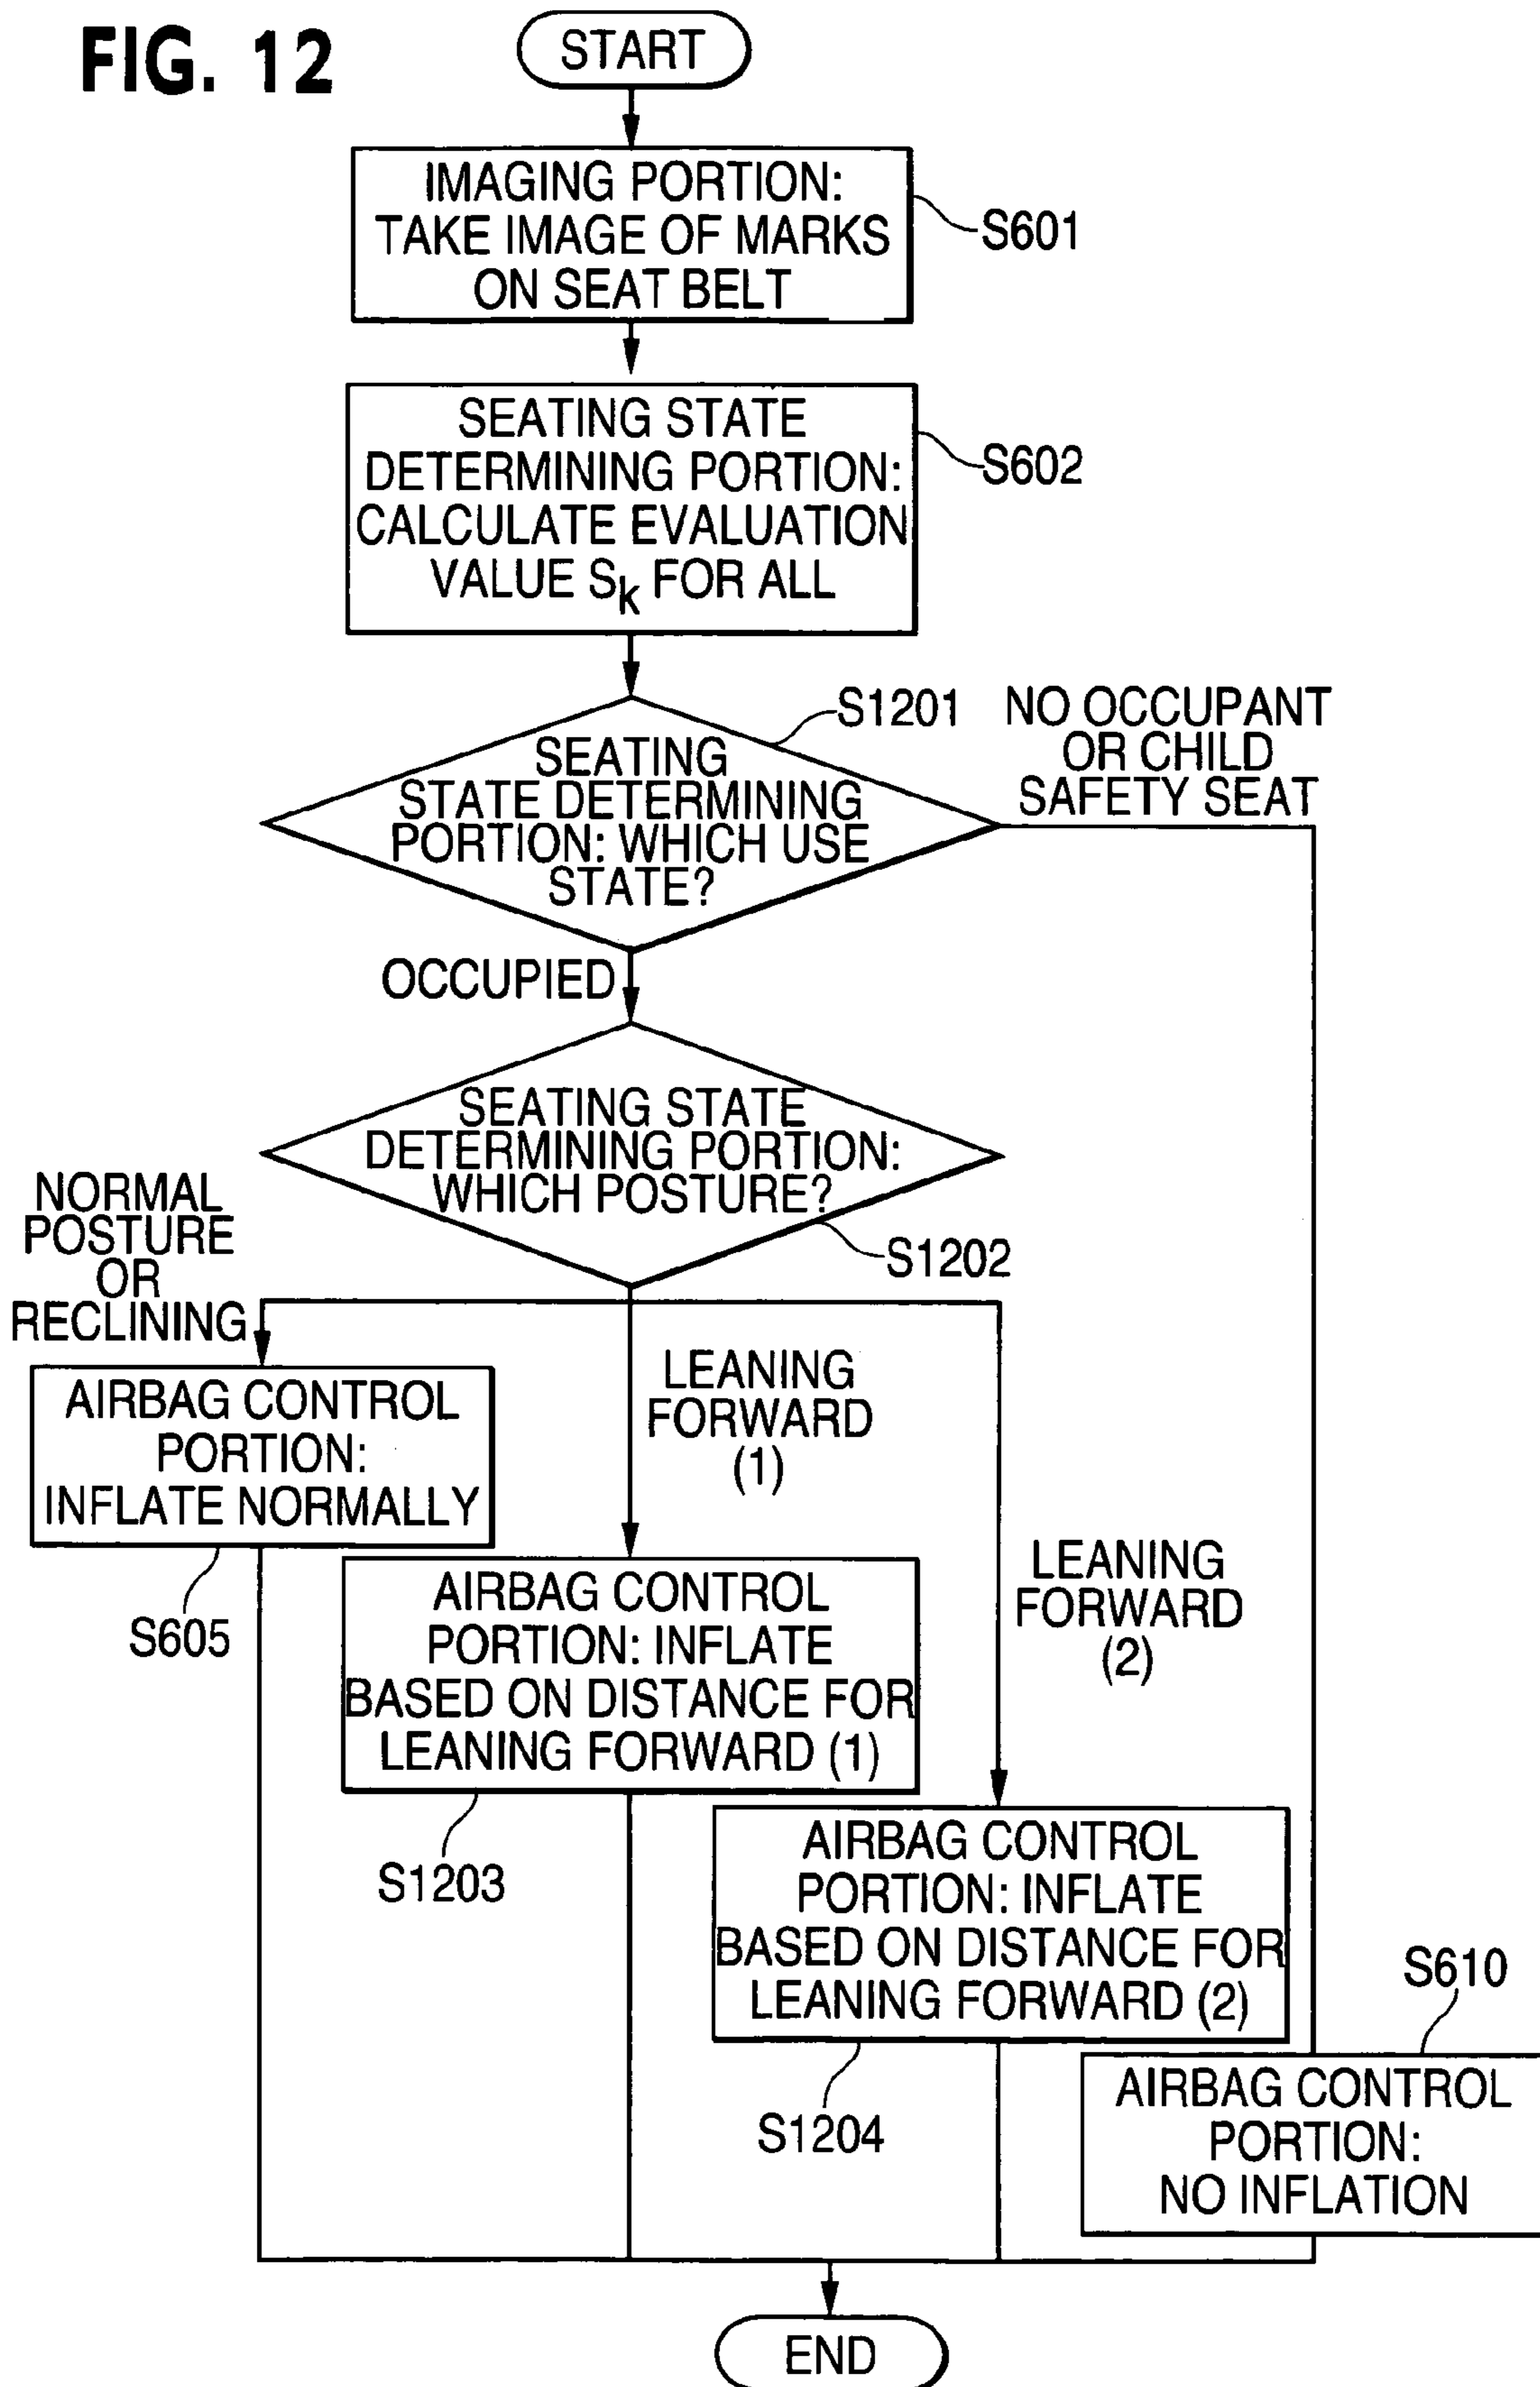 FIG. 12
START
IMAGING PORTION:
TAKE IMAGE OF MARKS
ON SEAT BELT
S601
SEATING STATE
DETERMINING PORTION:
CALCULATE EVALUATION
VALUE Sk FOR ALL
S602
S1201
NO OCCUPANT
OR CHILD
SAFETY SEAT
SEATING
STATE DETERMINING
PORTION: WHICH USE
STATE?
OCCUPIED
SEATING STATE
DETERMINING PORTION:
WHICH POSTURE?
S1202
NORMAL
POSTURE
OR
RECLINING
AIRBAG CONTROL
PORTION:
INFLATE NORMALLY
S605
LEANING
FORWARD
(1)
AIRBAG CONTROL
PORTION: INFLATE
BASED ON DISTANCE FOR
LEANING FORWARD (1)
S1203
LEANING
FORWARD
(2)
AIRBAG CONTROL
PORTION: INFLATE
BASED ON DISTANCE FOR
LEANING FORWARD (2)
S1204
S610
AIRBAG CONTROL
PORTION:
NO INFLATION
END